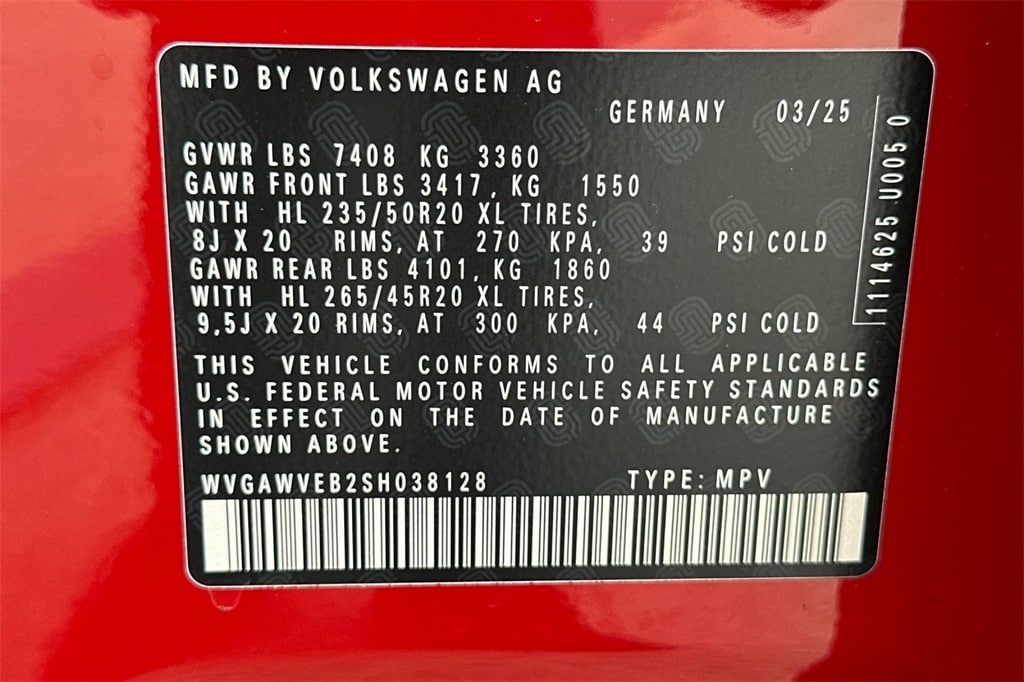 MFD BY VOLKSWAGEN AG
GERMANY 03/25
GVWR LBS 7408 KG 3360
GAWR FRONT LBS 3417, KG 1550
WITH HL 235/50R20 XL TIRES,
8J X 20 RIMS, AT 270 KPA, 39 PSI COLD
GAWR REAR LBS 4101, KG 1860
WITH HL 265/45R20 XL TIRES,
9,5J X 20 RIMS, AT 300 KPA, 44 PSI COLD
THIS VEHICLE CONFORMS TO ALL APPLICABLE
U.S. FEDERAL MOTOR VEHICLE SAFETY STANDARDS
IN EFFECT ON THE DATE OF MANUFACTURE
SHOWN ABOVE.
WVGAWVEB2SH038128 TYPE: MPV
1114625 U005 0